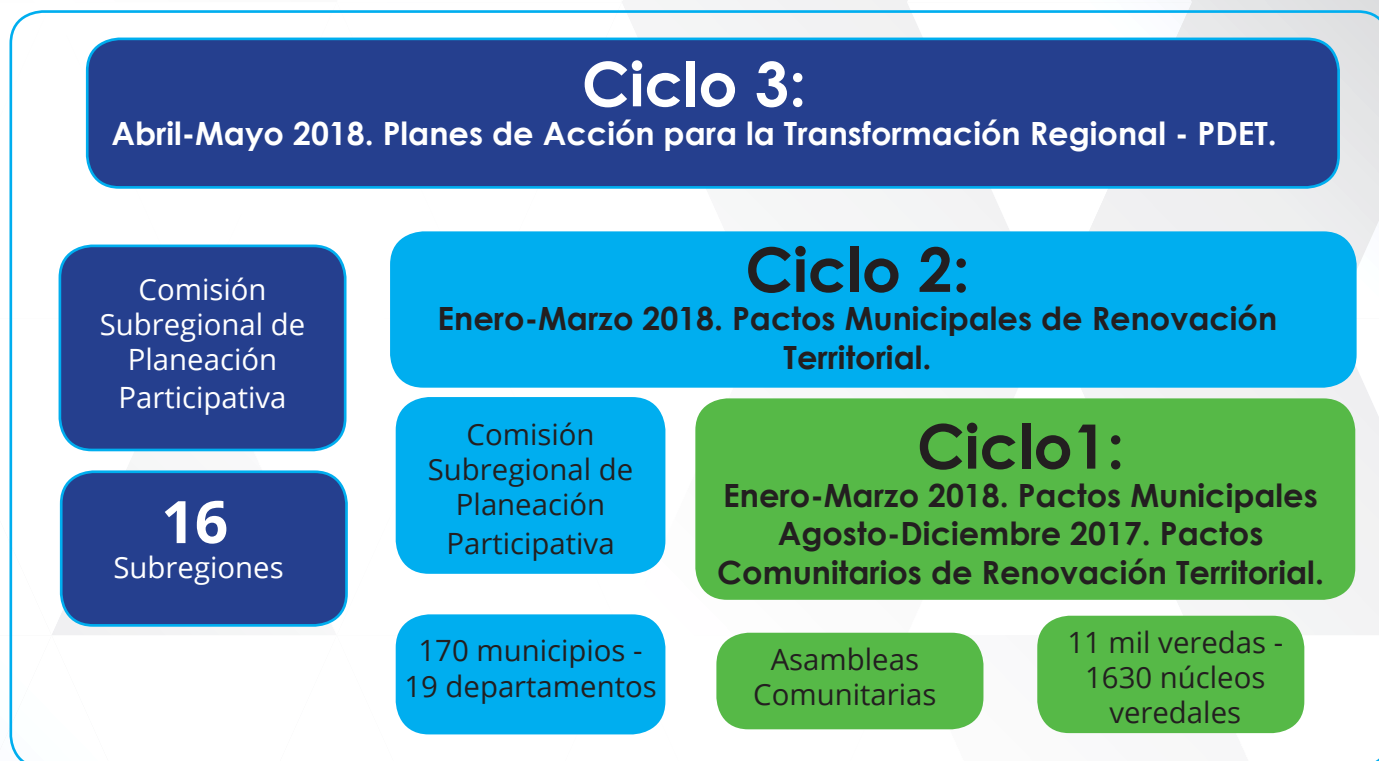 Ciclo 3:
Abril-Mayo 2018. Planes de Acción para la Transformación Regional - PDET.
Comisión
Subregional de
Planeación
Participativa
16
Subregiones
Ciclo 2:
Enero-Marzo 2018. Pactos Municipales de Renovación
Territorial.
Comisión
Subregional de
Planeación
Participativa
170 municipios -
19 departamentos
Ciclo1:
Enero-Marzo 2018. Pactos Municipales
Agosto-Diciembre 2017. Pactos
Comunitarios de Renovación Territorial.
Asambleas
Comunitarias
11 mil veredas -
1630 núcleos
veredales